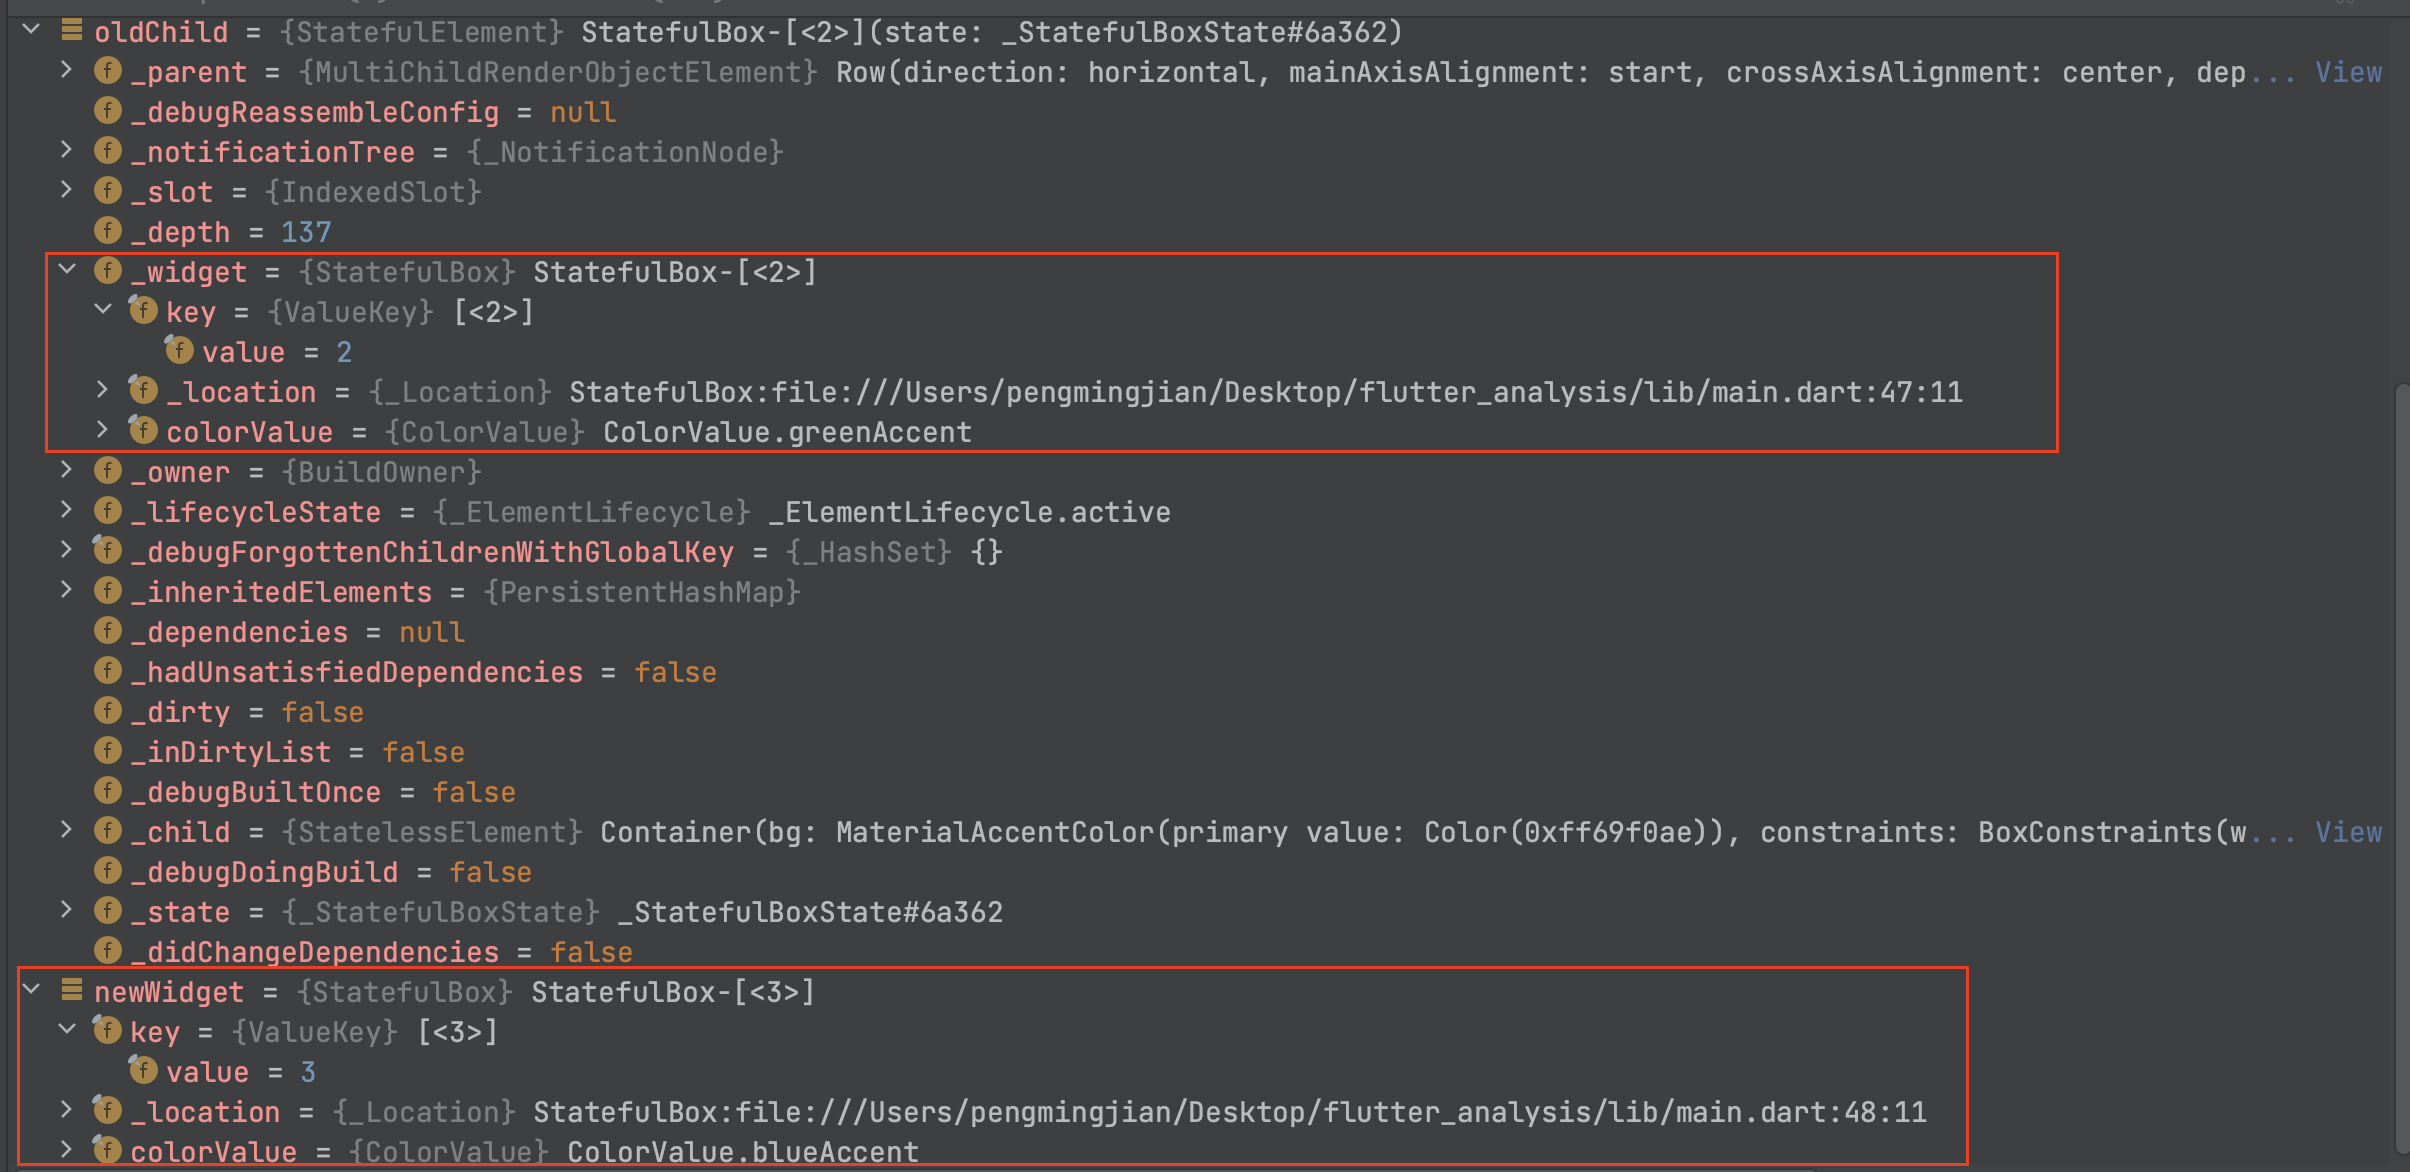 oldChild = {StatefulElement} StatefulBox-[<2>](state: _StatefulBoxState#6a362)
_parent = {MultiChildRenderObjectElement} Row(direction: horizontal, mainAxisAlignment: start, crossAxisAlignment: center, dep... View
_debugReassembleConfig = null
_notificationTree = {_NotificationNode}
_slot = {IndexedSlot}
_depth = 137
_widget = {StatefulBox} StatefulBox-[<2>]
key = {ValueKey} [<2>]
value = 2
_location = {_Location} StatefulBox:file:///Users/pengmingjian/Desktop/flutter_analysis/lib/main.dart:47:11
colorValue = {ColorValue} ColorValue.greenAccent
_owner = {BuildOwner}
_lifecycleState = {_ElementLifecycle} _ElementLifecycle.active
_debugForgottenChildrenWithGlobalKey = {_HashSet} {}
_inheritedElements = {PersistentHashMap}
_dependencies = null
_hadUnsatisfiedDependencies = false
_dirty = false
_inDirtyList = false
_debugBuiltOnce = false
_child = {StatelessElement} Container(bg: MaterialAccentColor(primary value: Color(0xff69f0ae)), constraints: BoxConstraints(w... View
_debugDoingBuild = false
_state = {_StatefulBoxState} _StatefulBoxState#6a362
_didChangeDependencies = false
newWidget = {StatefulBox} StatefulBox-[<3>]
key = {ValueKey} [<3>]
value = 3
_location = {_Location} StatefulBox:file:///Users/pengmingjian/Desktop/flutter_analysis/lib/main.dart:48:11
colorValue = {ColorValue} ColorValue.blueAccent